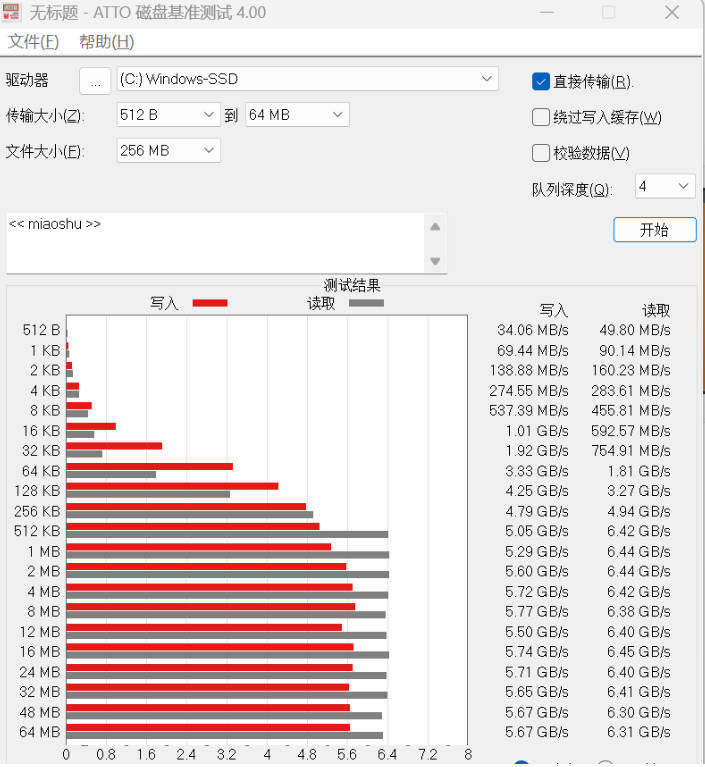 无标题 - ATTO 磁盘基准测试 4.00
文件(F) 帮助(H)
驱动器 ... (C:) Windows-SSD
直接传输(R).
传输大小(Z): 512 B 到 64 MB
绕过写入缓存(W)
文件大小(F): 256 MB
校验数据(V)
队列深度(Q): 4
<< miaoshu >>
开始
测试结果
写入 读取 写入 读取
512 B 34.06 MB/s 49.80 MB/s
1 KB 69.44 MB/s 90.14 MB/s
2 KB 138.88 MB/s 160.23 MB/s
4 KB 274.55 MB/s 283.61 MB/s
8 KB 537.39 MB/s 455.81 MB/s
16 KB 1.01 GB/s 592.57 MB/s
32 KB 1.92 GB/s 754.91 MB/s
64 KB 3.33 GB/s 1.81 GB/s
128 KB 4.25 GB/s 3.27 GB/s
256 KB 4.79 GB/s 4.94 GB/s
512 KB 5.05 GB/s 6.42 GB/s
1 MB 5.29 GB/s 6.44 GB/s
2 MB 5.60 GB/s 6.44 GB/s
4 MB 5.72 GB/s 6.42 GB/s
8 MB 5.77 GB/s 6.38 GB/s
12 MB 5.50 GB/s 6.40 GB/s
16 MB 5.74 GB/s 6.45 GB/s
24 MB 5.71 GB/s 6.40 GB/s
32 MB 5.65 GB/s 6.41 GB/s
48 MB 5.67 GB/s 6.30 GB/s
64 MB 5.67 GB/s 6.31 GB/s
0 0.8 1.6 2.4 3.2 4 4.8 5.6 6.4 7.2 8